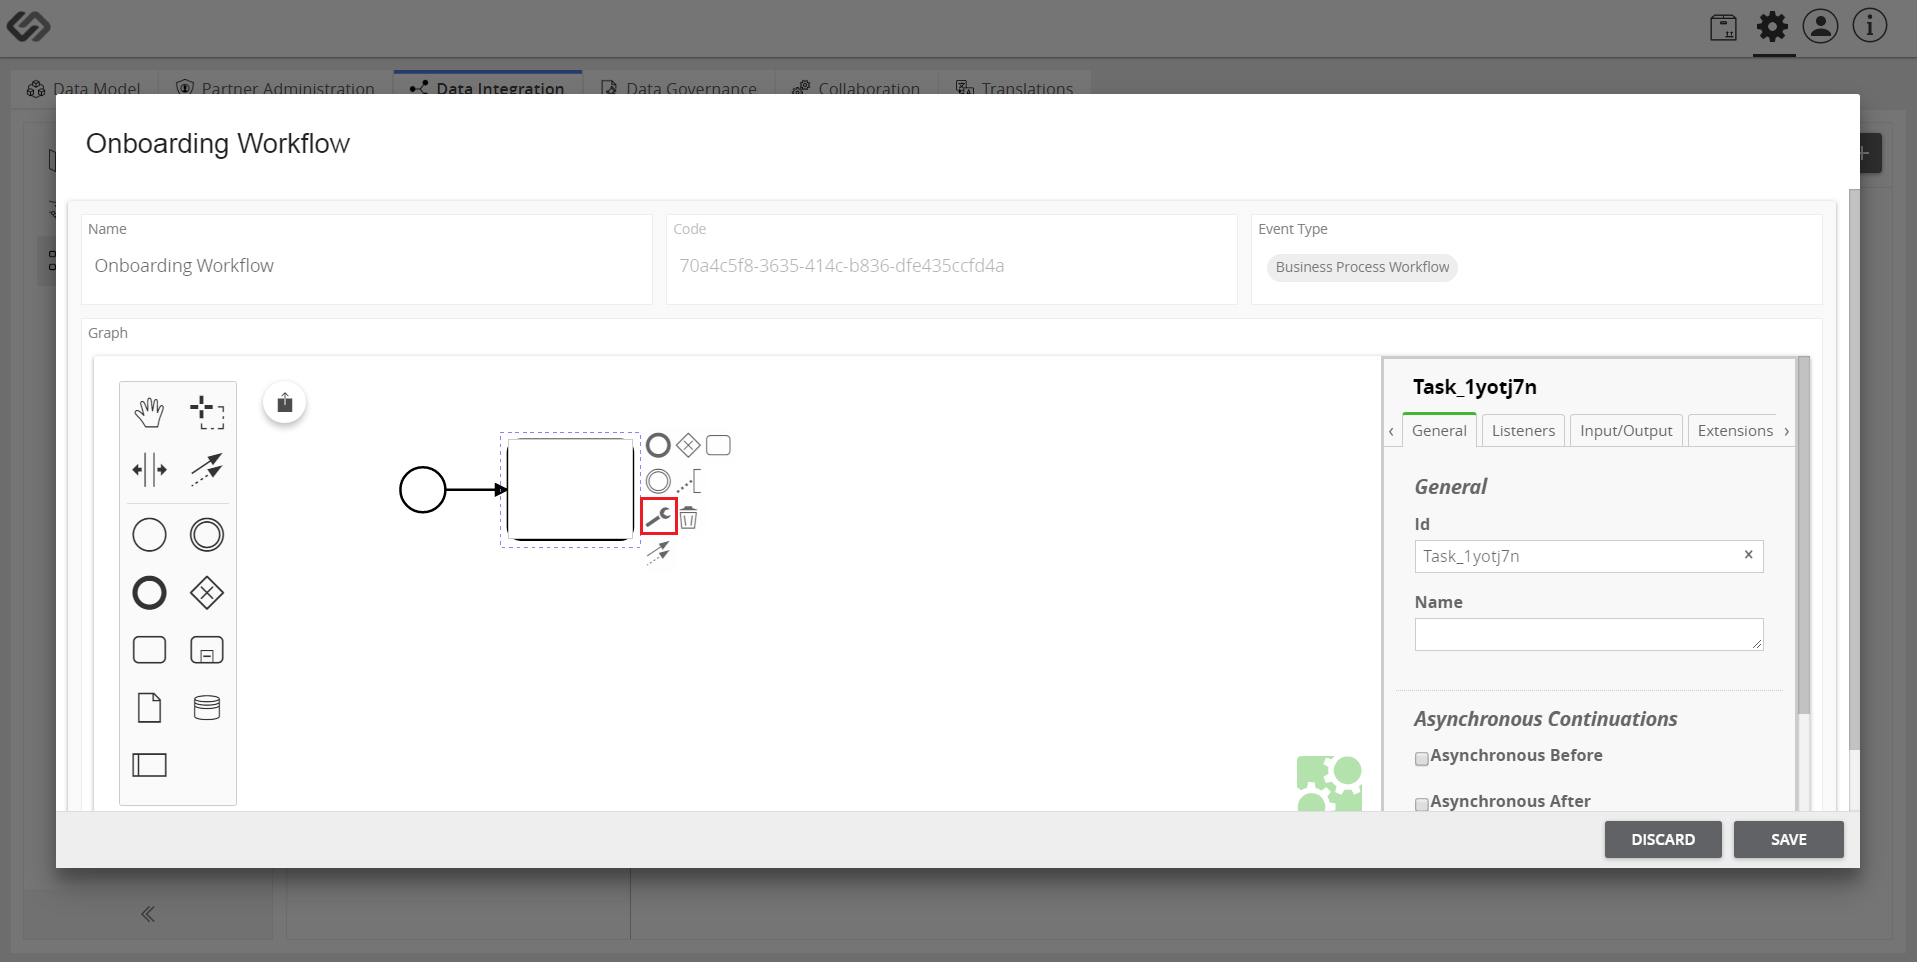 Data Model
Partner Administration
Data Integration
Data Governance
Collaboration
Translations
Onboarding Workflow
Name
Onboarding Workflow
Code
70a4c5f8-3635-414c-b836-dfe435ccfd4a
Event Type
Business Process Workflow
Graph
Task_1yotj7n
General
Listeners
Input/Output
Extensions
General
Id
Task_1yotj7n
Name
Asynchronous Continuations
Asynchronous Before
Asynchronous After
DISCARD
SAVE